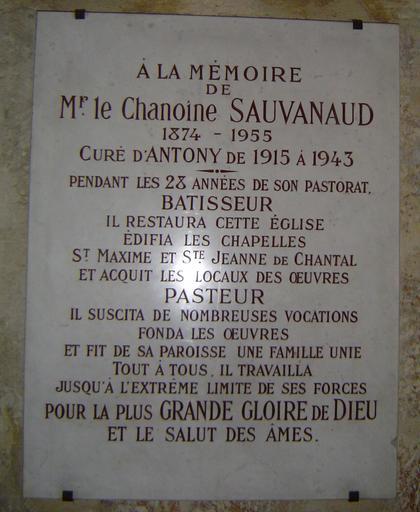 À LA MÉMOIRE
DE
Mr le Chanoine SAUVANAUD
1874 - 1955
CURÉ D'ANTONY DE 1915 À 1943
PENDANT LES 28 ANNÉES DE SON PASTORAT.
BATISSEUR
IL RESTAURA CETTE ÉGLISE
ÉDIFIA LES CHAPELLES
ST MAXIME ET STE JEANNE DE CHANTAL
ET ACQUIT LES LOCAUX DES ŒUVRES
PASTEUR
IL SUSCITA DE NOMBREUSES VOCATIONS
FONDA LES ŒUVRES
ET FIT DE SA PAROISSE UNE FAMILLE UNIE
TOUT À TOUS, IL TRAVAILLA
JUSQU'À L'EXTRÊME LIMITE DE SES FORCES
POUR LA PLUS GRANDE GLOIRE DE DIEU
ET LE SALUT DES ÂMES.